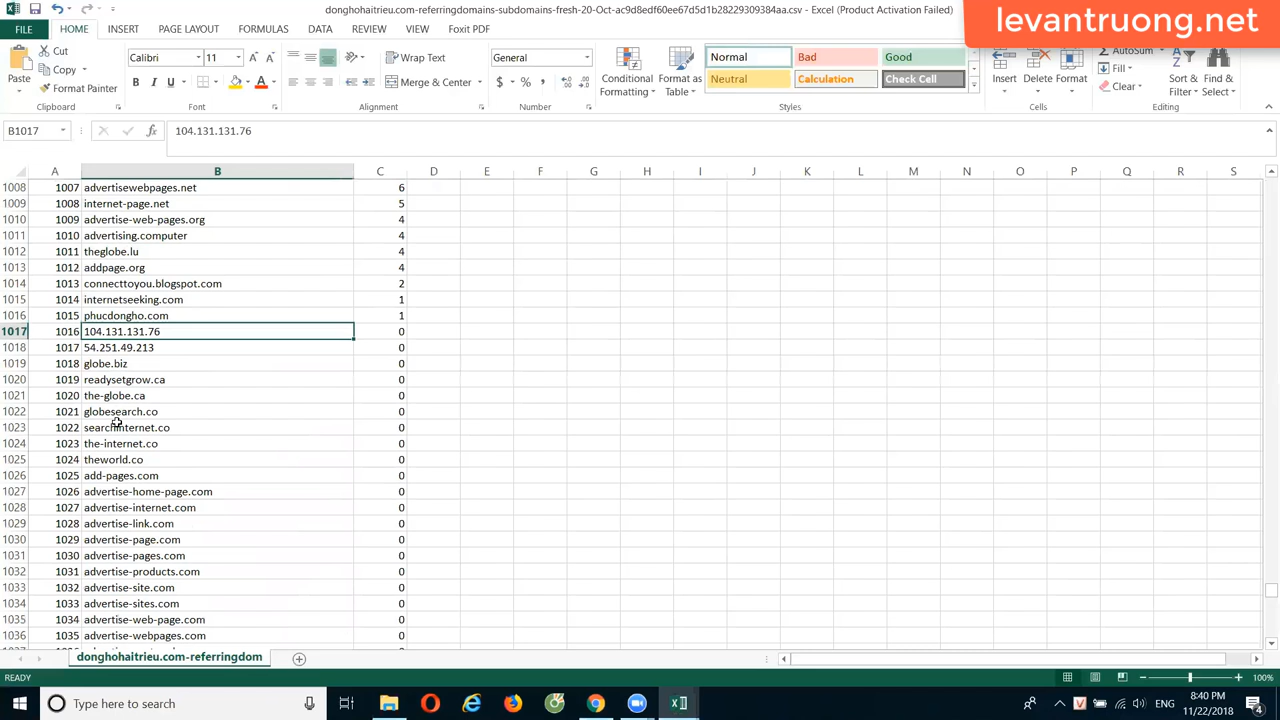 donghohaitrieu.com-referringdomains-subdomains-fresh-20-Oct-ac9d8edf60ee67d5d1b28230d384aa.csv - Excel (Product Activation Failed)
levantruong.net
FILE
HOME
INSERT
PAGE LAYOUT
FORMULAS
DATA
REVIEW
VIEW
Foxit PDF
Paste
Cut
Copy
Format Painter
Clipboard
Calibri
11
Font
Wrap Text
Merge & Center
Alignment
General
Number
Conditional Formatting
Format as Table
Normal
Bad
Good
Neutral
Calculation
Check Cell
Styles
Insert
Delete
Format
Cells
AutoSum
Fill
Clear
Sort & Filter
Find & Select
Editing
B1017
104.131.131.76
A B C D E F G H I J K L M N O P Q R S
1008 1007 advertisewebpages.net 6
1009 1008 internet-page.net 5
1010 1009 advertise-web-pages.org 4
1011 1010 advertising.computer 4
1012 1011 theglobe.lu 4
1013 1012 addpage.org 4
1014 1013 connecttoyou.blogspot.com 2
1015 1014 internetseeking.com 1
1016 1015 phucdongho.com 1
1017 1016 104.131.131.76 0
1018 1017 54.251.49.213 0
1019 1018 globe.biz 0
1020 1019 readysetgrow.ca 0
1021 1020 the-globe.ca 0
1022 1021 globesearch.co 0
1023 1022 searchinternet.co 0
1024 1023 the-internet.co 0
1025 1024 theworld.co 0
1026 1025 add-pages.com 0
1027 1026 advertise-home-page.com 0
1028 1027 advertise-internet.com 0
1029 1028 advertise-link.com 0
1030 1029 advertise-page.com 0
1031 1030 advertise-pages.com 0
1032 1031 advertise-products.com 0
1033 1032 advertise-site.com 0
1034 1033 advertise-sites.com 0
1035 1034 advertise-web-page.com 0
1036 1035 advertise-webpages.com 0
donghohaitrieu.com-referringdom
READY
100%
Type here to search
ENG
8:40 PM
11/22/2018